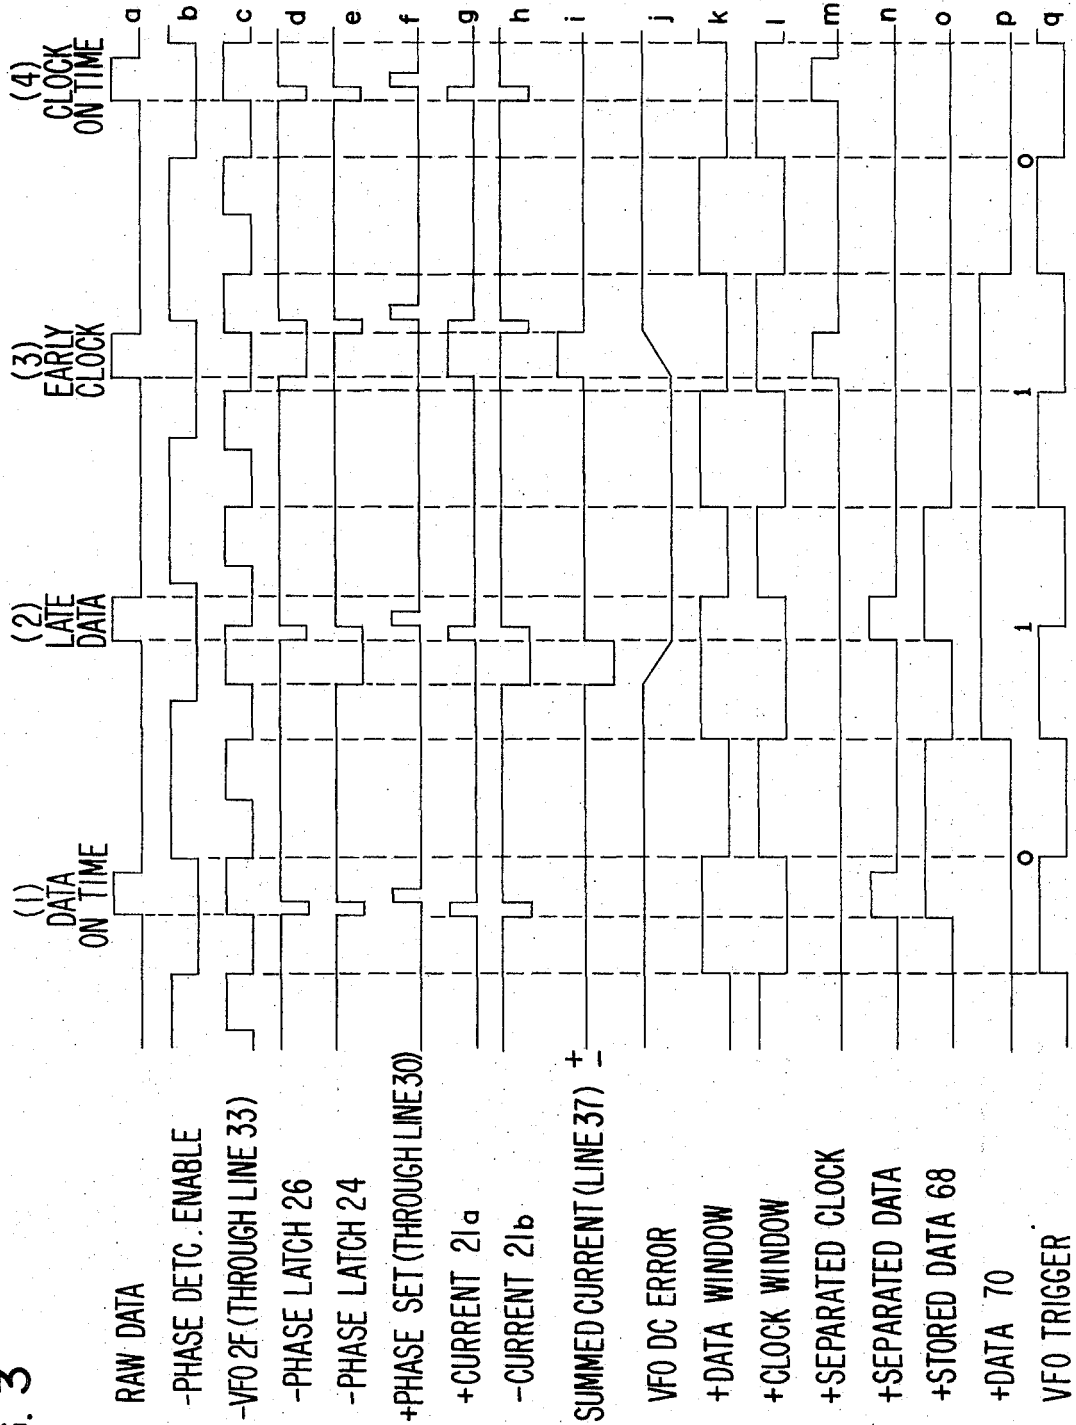 3
(1)
DATA
ON TIME
(2)
LATE
DATA
(3)
EARLY
CLOCK
(4)
CLOCK
ON TIME
RAW DATA a
-PHASE DETC. ENABLE b
-VFO 2F (THROUGH LINE 33) c
-PHASE LATCH 26 d
-PHASE LATCH 24 e
+PHASE SET (THROUGH LINE 30) f
+CURRENT 21a g
-CURRENT 21b h
SUMMED CURRENT (LINE 37) + - i
VFO DC ERROR j
+DATA WINDOW k
+CLOCK WINDOW l
+SEPARATED CLOCK m
+SEPARATED DATA n
+STORED DATA 68 o
+DATA 70 p
0 1 1 0
VFO TRIGGER q